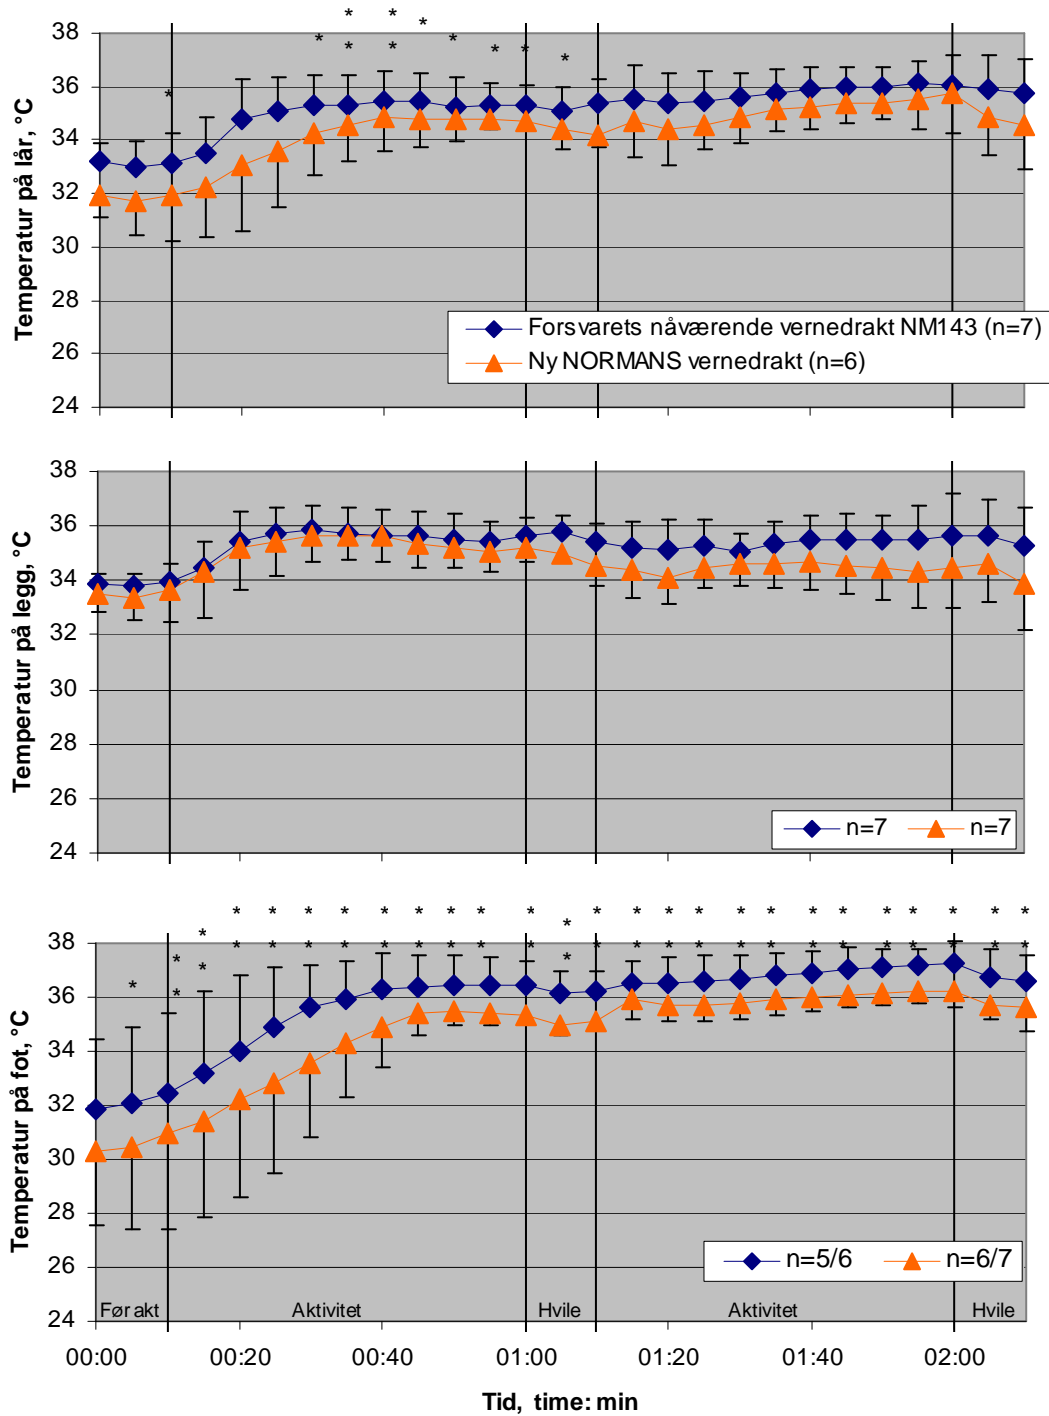 * * *
* * * * * *
*
*
38
36
34
32
30
28
26
24
Temperatur på lår, °C
Forsvarets nåværende vernedrakt NM143 (n=7)
Ny NORMANS vernedrakt (n=6)
38
36
34
32
30
28
26
24
Temperatur på legg, °C
n=7 n=7
* * * * * * * * * * * * * * * * * * * * * *
* *
* * * * * * * * * * * * * * * * * * * * * *
* * *
* *
*
38
36
34
32
30
28
26
24
Temperatur på fot, °C
n=5/6 n=6/7
Før akt Aktivitet Hvile Aktivitet Hvile
00:00 00:20 00:40 01:00 01:20 01:40 02:00
Tid, time: min